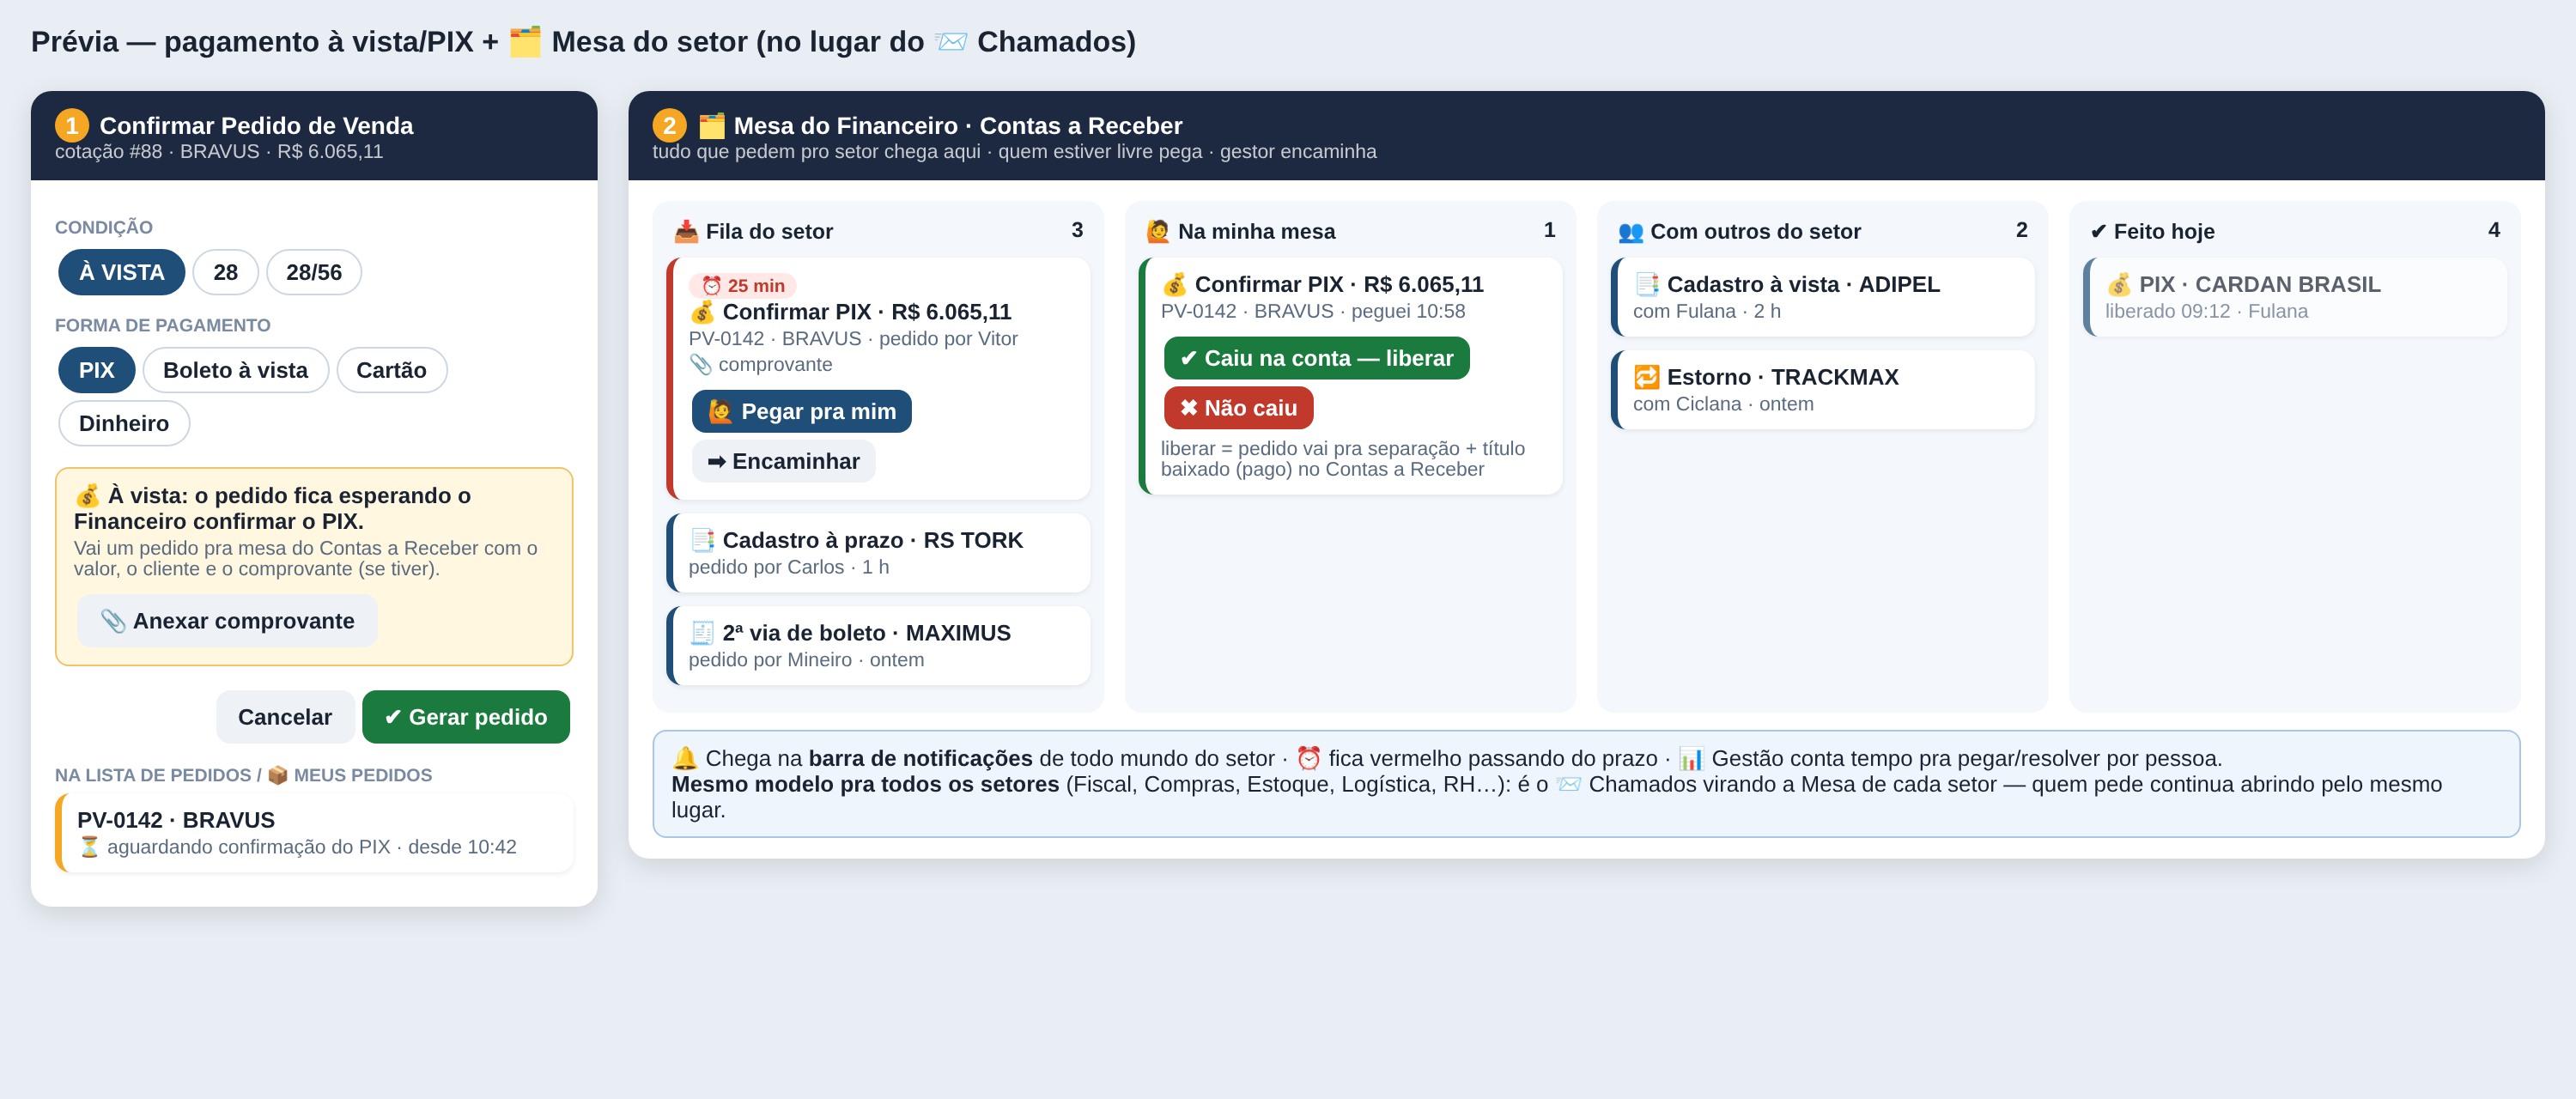 Prévia — pagamento à vista/PIX + 🗂️ Mesa do setor (no lugar do 📨 Chamados)
1 Confirmar Pedido de Venda
cotação #88 · BRAVUS · R$ 6.065,11
CONDIÇÃO
À VISTA 28 28/56
FORMA DE PAGAMENTO
PIX Boleto à vista Cartão
Dinheiro
💰 À vista: o pedido fica esperando o
Financeiro confirmar o PIX.
Vai um pedido pra mesa do Contas a Receber com o
valor, o cliente e o comprovante (se tiver).
📎 Anexar comprovante
Cancelar ✔ Gerar pedido
NA LISTA DE PEDIDOS / 📦 MEUS PEDIDOS
PV-0142 · BRAVUS
⏳ aguardando confirmação do PIX · desde 10:42
2 🗂️ Mesa do Financeiro · Contas a Receber
tudo que pedem pro setor chega aqui · quem estiver livre pega · gestor encaminha
📥 Fila do setor 3
⏰ 25 min
💰 Confirmar PIX · R$ 6.065,11
PV-0142 · BRAVUS · pedido por Vitor
📎 comprovante
🙋 Pegar pra mim
➡ Encaminhar
📑 Cadastro à prazo · RS TORK
pedido por Carlos · 1 h
🧾 2ª via de boleto · MAXIMUS
pedido por Mineiro · ontem
🙋 Na minha mesa 1
💰 Confirmar PIX · R$ 6.065,11
PV-0142 · BRAVUS · peguei 10:58
✔ Caiu na conta — liberar
✖ Não caiu
liberar = pedido vai pra separação + título
baixado (pago) no Contas a Receber
👥 Com outros do setor 2
📑 Cadastro à vista · ADIPEL
com Fulana · 2 h
🔁 Estorno · TRACKMAX
com Ciclana · ontem
✔ Feito hoje 4
💰 PIX · CARDAN BRASIL
liberado 09:12 · Fulana
🔔 Chega na barra de notificações de todo mundo do setor · ⏰ fica vermelho passando do prazo · 📊 Gestão conta tempo pra pegar/resolver por pessoa.
Mesmo modelo pra todos os setores (Fiscal, Compras, Estoque, Logística, RH…): é o 📨 Chamados virando a Mesa de cada setor — quem pede continua abrindo pelo mesmo
lugar.